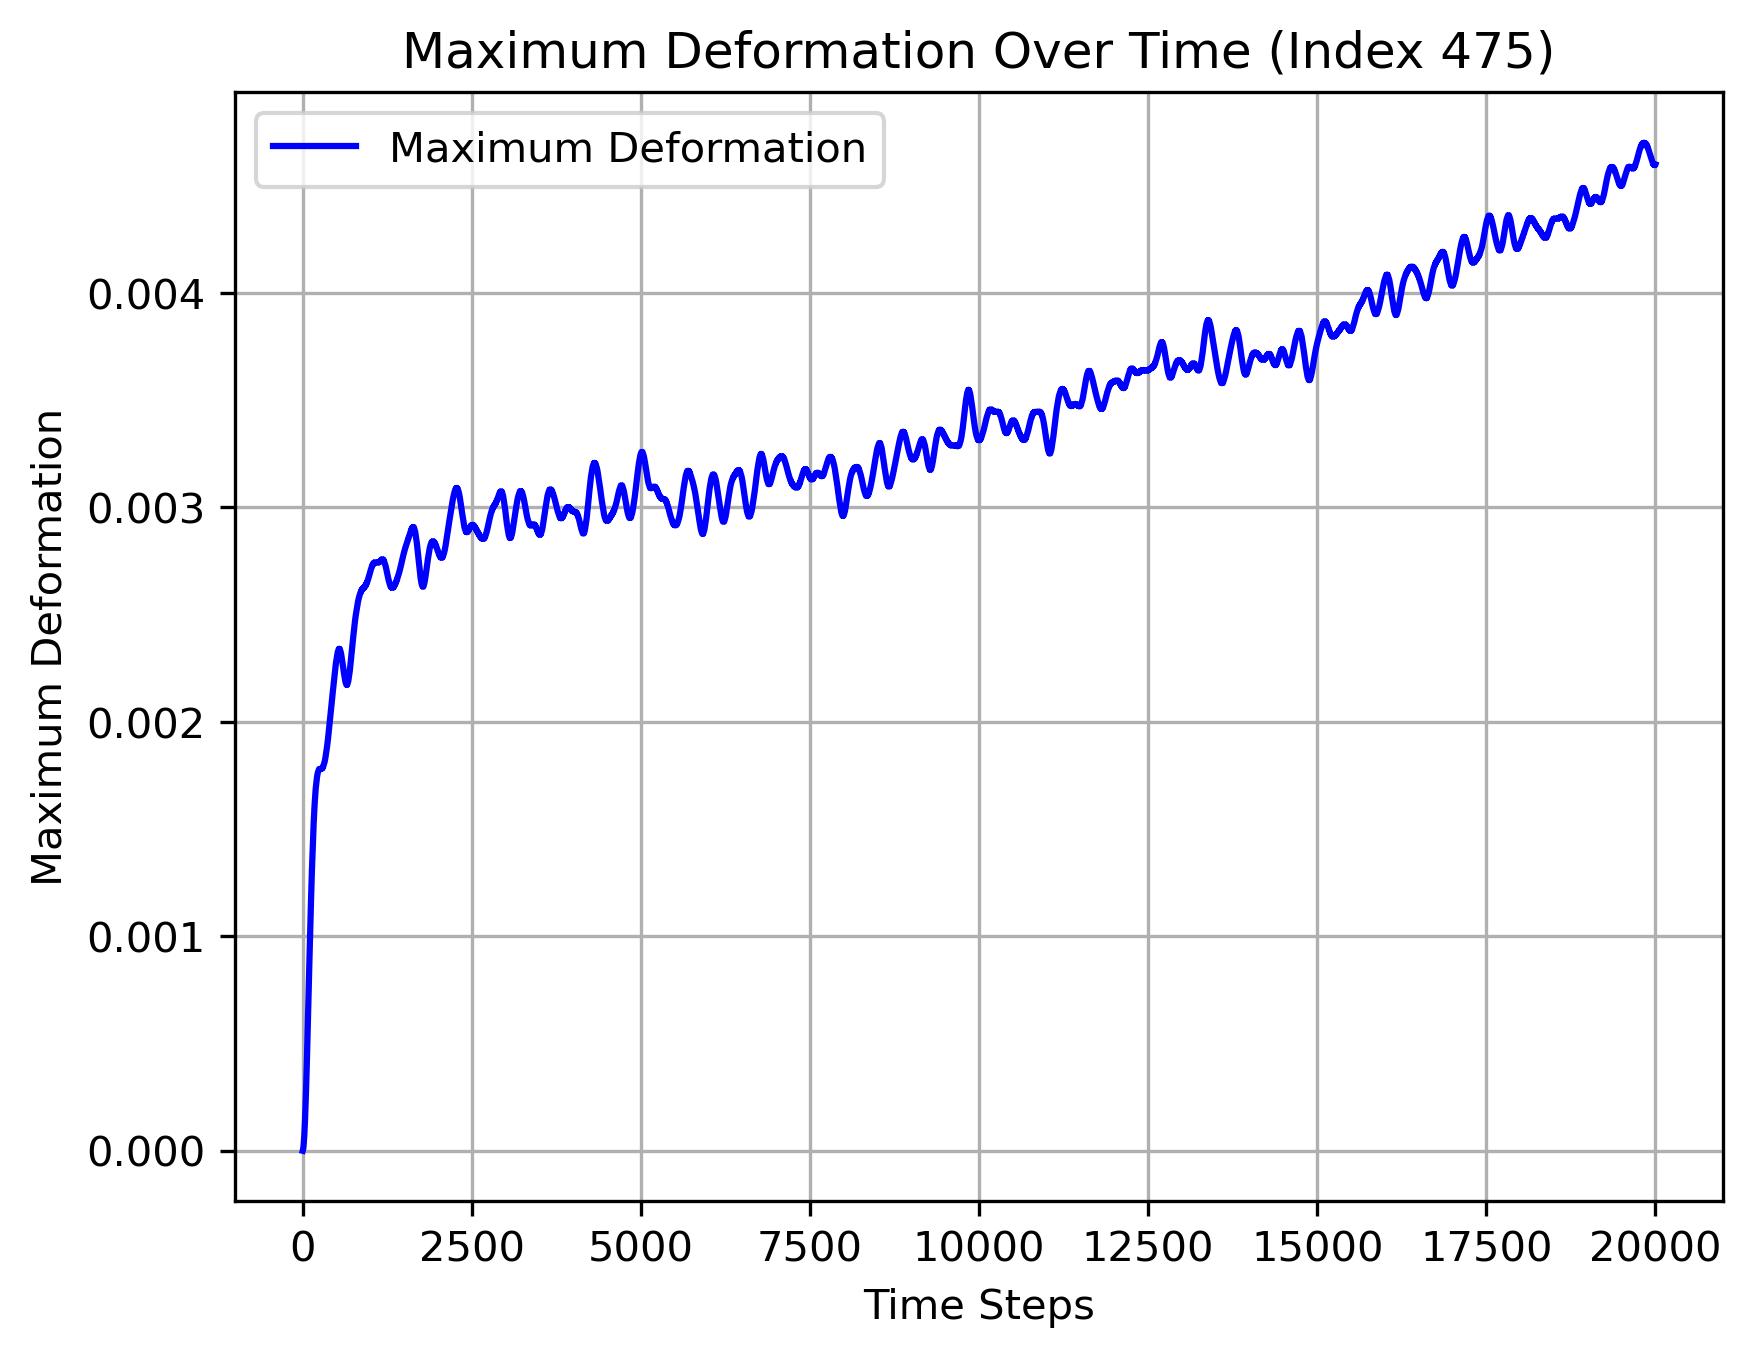 Maximum Deformation Over Time (Index 475)
Maximum Deformation
Maximum Deformation
0.004
0.003
0.002
0.001
0.000
0 2500 5000 7500 10000 12500 15000 17500 20000
Time Steps